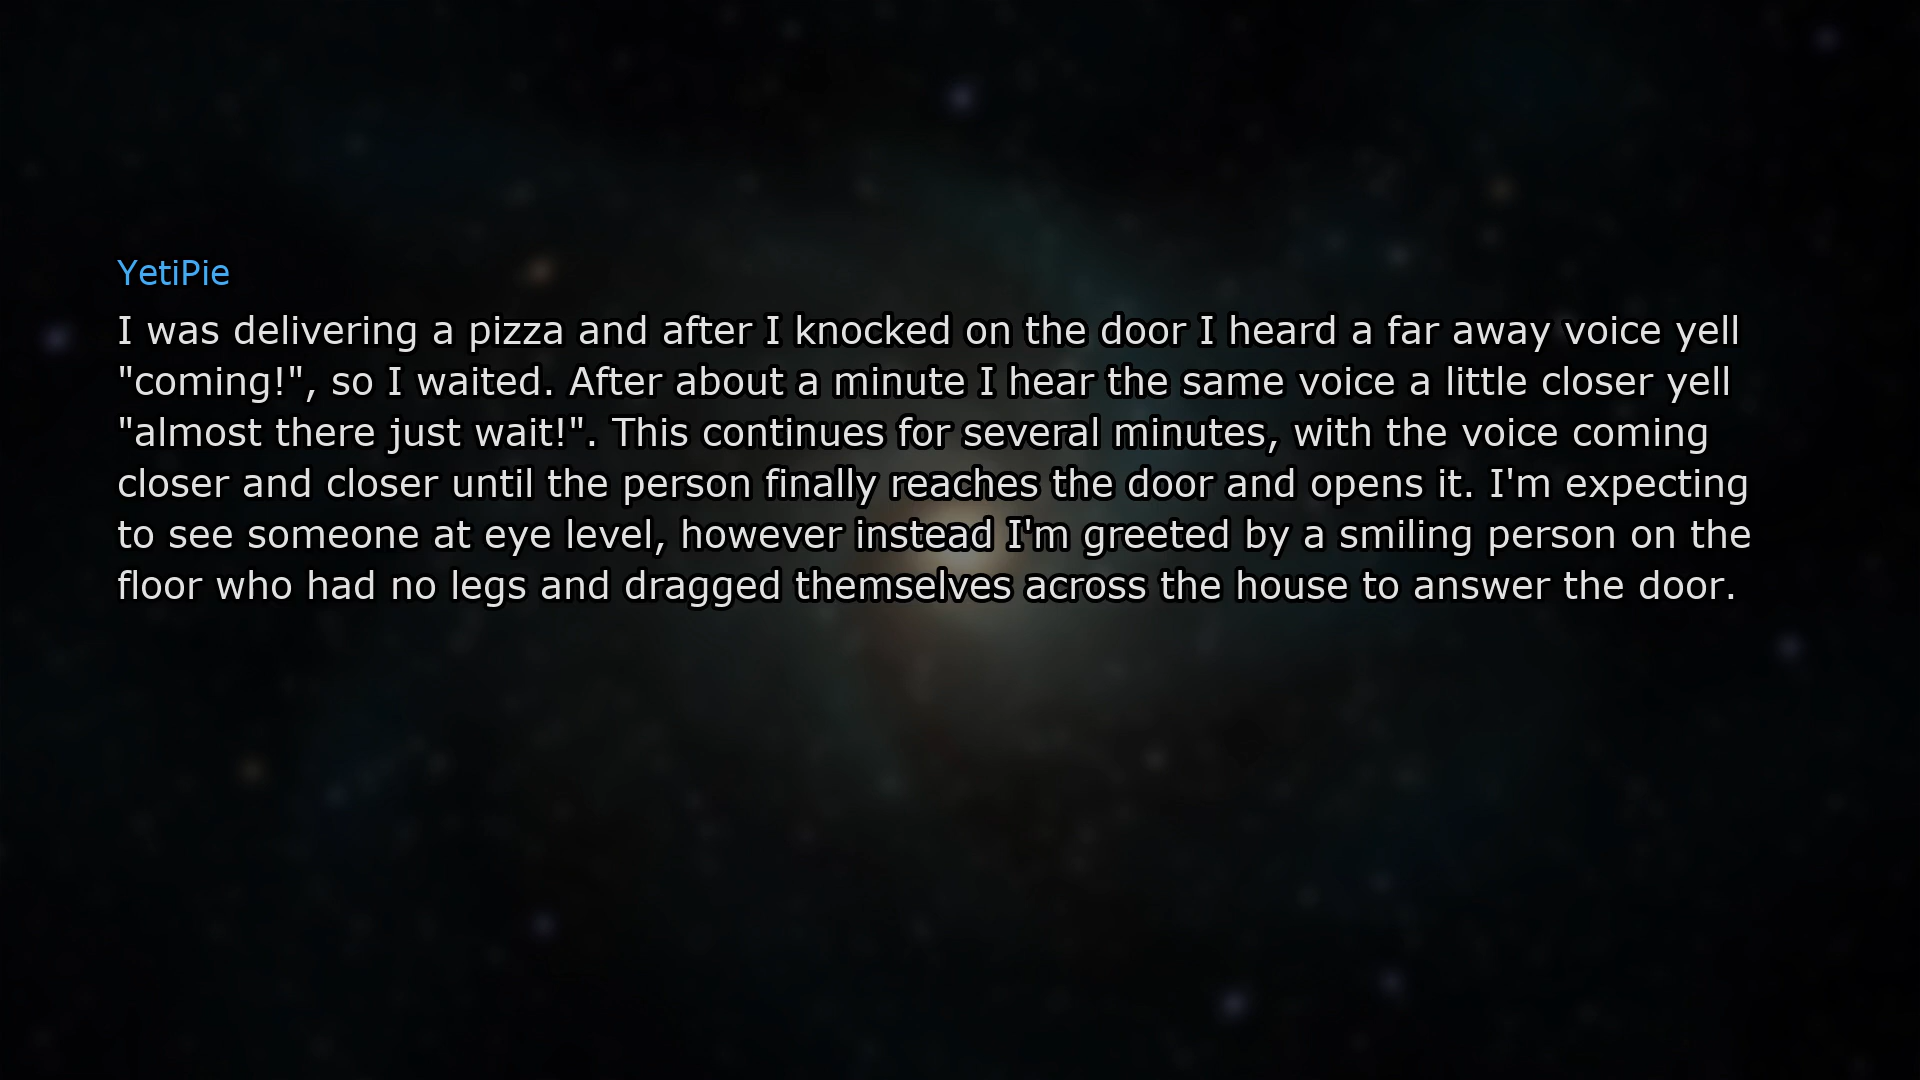 YetiPie
I was delivering a pizza and after I knocked on the door I heard a far away voice yell
"coming!", so I waited. After about a minute I hear the same voice a little closer yell
"almost there just wait!". This continues for several minutes, with the voice coming
closer and closer until the person finally reaches the door and opens it. I'm expecting
to see someone at eye level, however instead I'm greeted by a smiling person on the
floor who had no legs and dragged themselves across the house to answer the door.